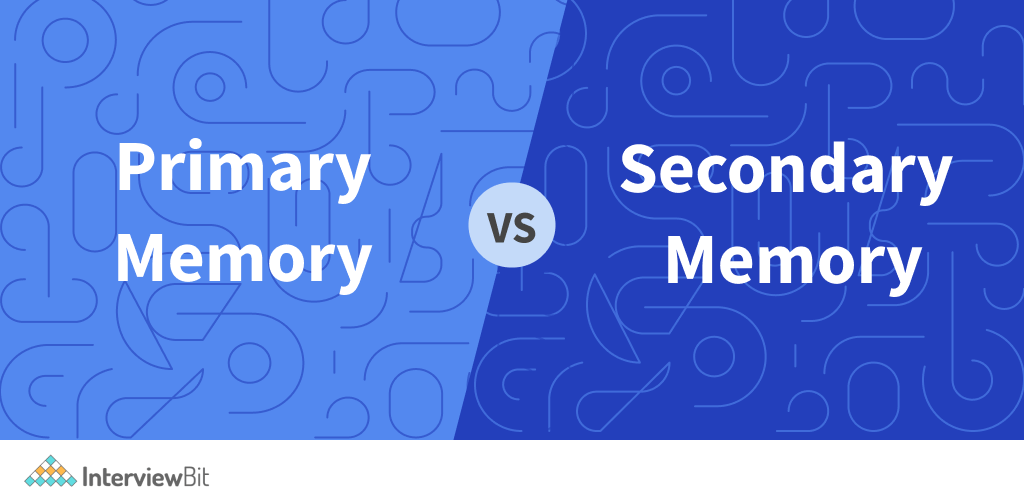 Primary
Memory
VS
Secondary
Memory
InterviewBit